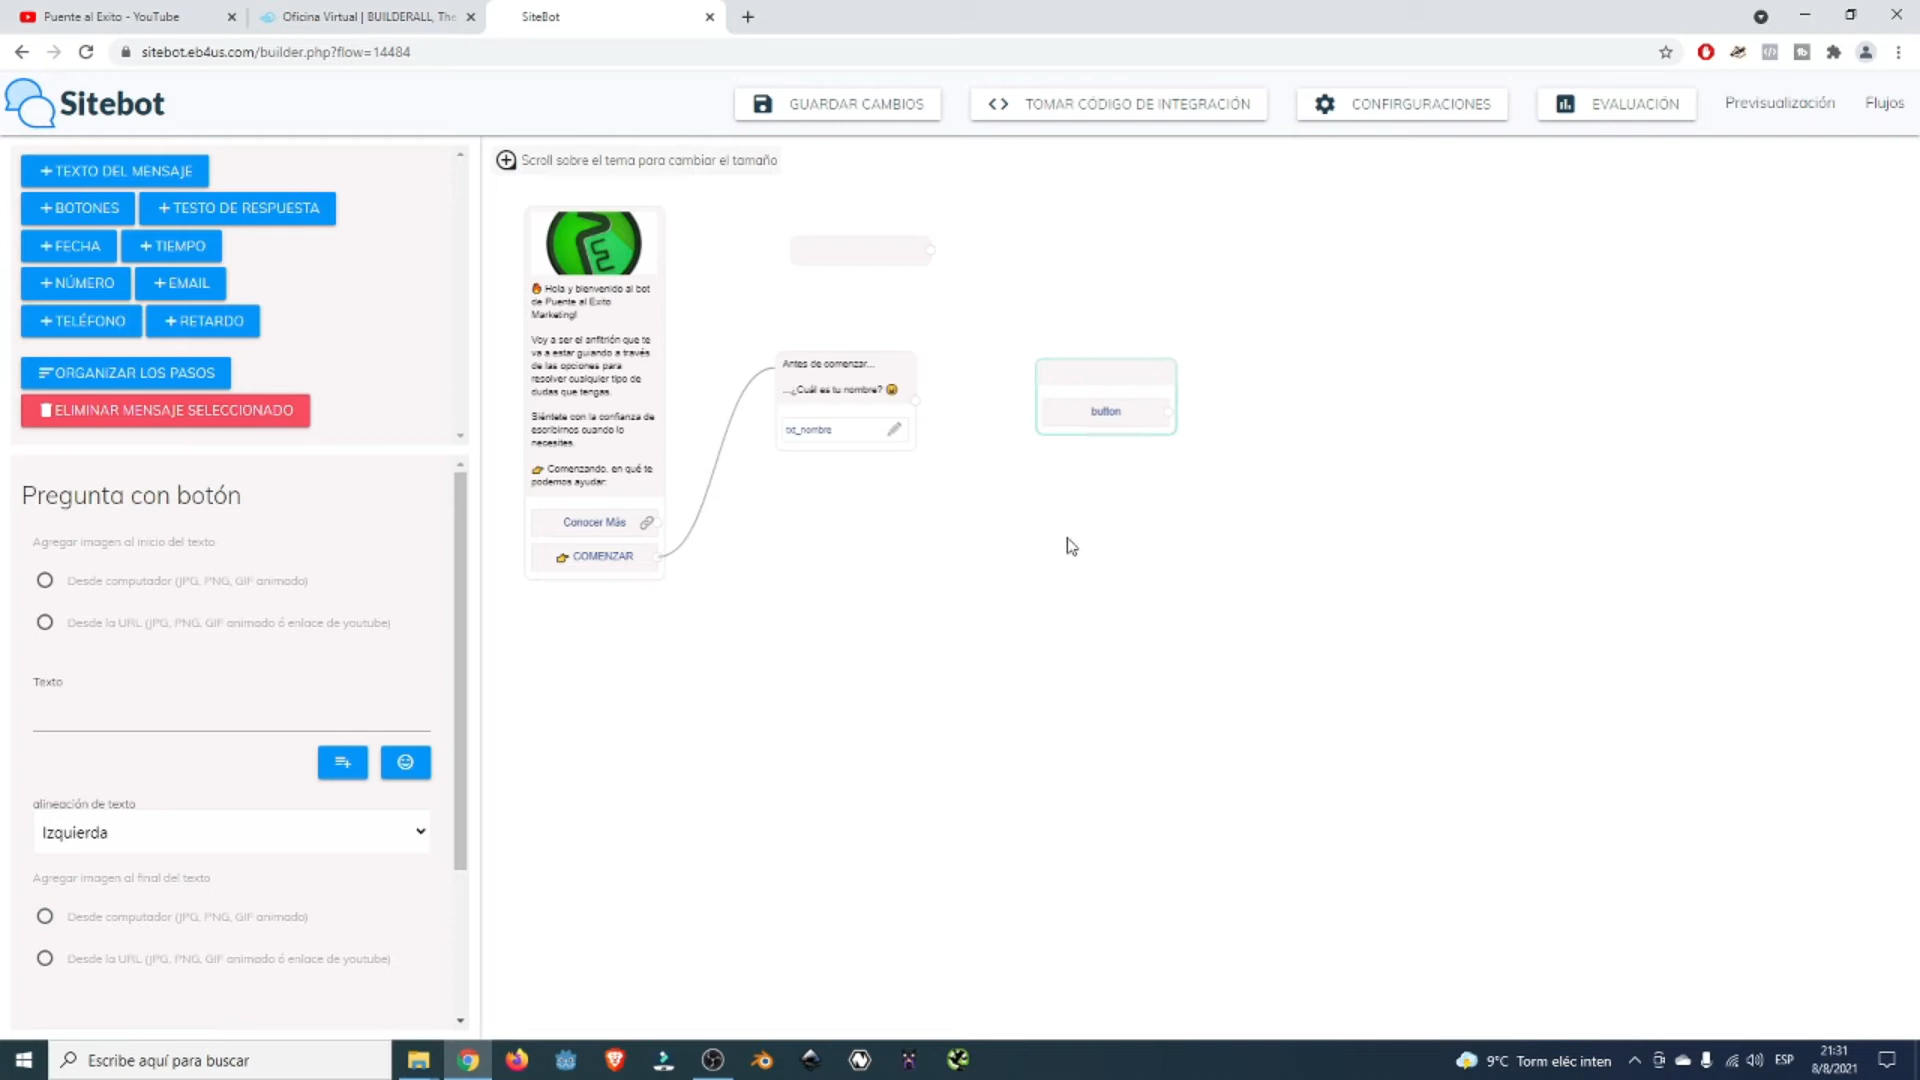 Puente al Exito - YouTube
Oficina Virtual | BUILDERALL, The
SiteBot
sitebot.eb4us.com/builder.php?flow=14484
Sitebot
GUARDAR CAMBIOS
TOMAR CÓDIGO DE INTEGRACIÓN
CONFIRGURACIONES
EVALUACIÓN
Previsualización
Flujos
+ TEXTO DEL MENSAJE
+ BOTONES
+ TESTO DE RESPUESTA
+ FECHA
+ TIEMPO
+ NÚMERO
+ EMAIL
+ TELÉFONO
+ RETARDO
ORGANIZAR LOS PASOS
ELIMINAR MENSAJE SELECCIONADO
Pregunta con botón
Agregar imagen al inicio del texto
Desde computador (JPG, PNG, GIF animado)
Desde la URL (JPG, PNG, GIF animado ó enlace de youtube)
Texto
alineación de texto
Izquierda
Agregar imagen al final del texto
Desde computador (JPG, PNG, GIF animado)
Desde la URL (JPG, PNG, GIF animado ó enlace de youtube)
Scroll sobre el tema para cambiar el tamaño
🔥 Hola y bienvenido al bot
de Puente al Exito
Marketing!
Voy a ser el anfitrión que te
va a estar guiando a través
de las opciones para
resolver cualquier tipo de
dudas que tengas.
Siéntete con la confianza de
escribirnos cuando lo
necesites.
👉 Comenzando, en qué te
podemos ayudar:
Conocer Más
👉 COMENZAR
Antes de comenzar...
...¿Cuál es tu nombre? 😀
txt_nombre
button
Escribe aquí para buscar
9°C Torm eléc inten
ESP
21:31
8/8/2021